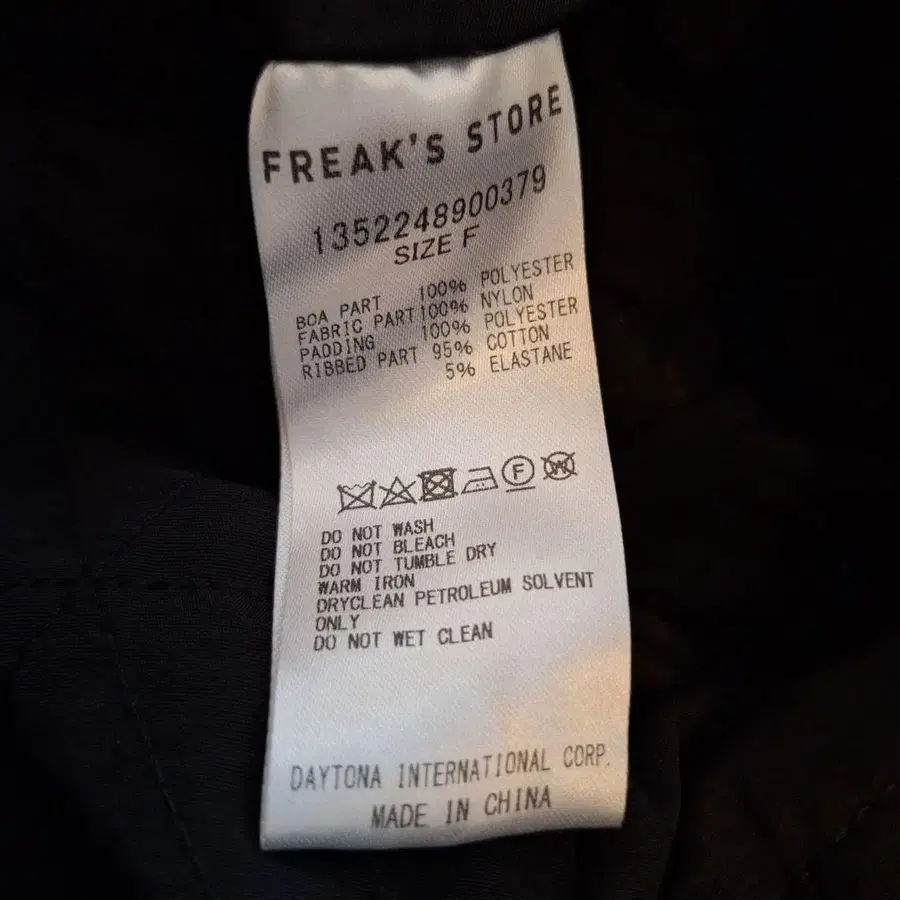 FREAK'S STORE
1352248900379
SIZE F
BOA PART 100% POLYESTER
FABRIC PART 100% NYLON
PADDING 100% POLYESTER
RIBBED PART 95% COTTON
5% ELASTANE
F W
DO NOT WASH
DO NOT BLEACH
DO NOT TUMBLE DRY
WARM IRON
DRYCLEAN PETROLEUM SOLVENT
ONLY
DO NOT WET CLEAN
DAYTONA INTERNATIONAL CORP.
MADE IN CHINA